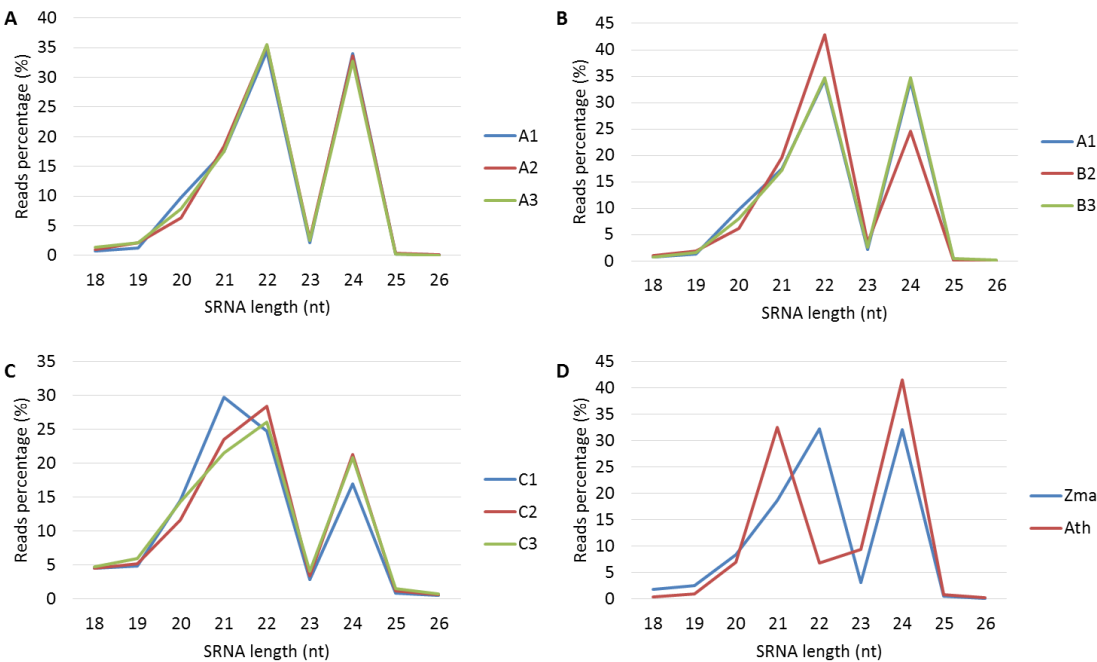 A
Reads percentage (%)
40
35
30
25
20
15
10
5
0
18 19 20 21 22 23 24 25 26
SRNA length (nt)
A1
A2
A3
B
Reads percentage (%)
45
40
35
30
25
20
15
10
5
0
18 19 20 21 22 23 24 25 26
SRNA length (nt)
A1
B2
B3
C
Reads percentage (%)
35
30
25
20
15
10
5
0
18 19 20 21 22 23 24 25 26
SRNA length (nt)
C1
C2
C3
D
Reads percentage (%)
45
40
35
30
25
20
15
10
5
0
18 19 20 21 22 23 24 25 26
SRNA length (nt)
Zma
Ath